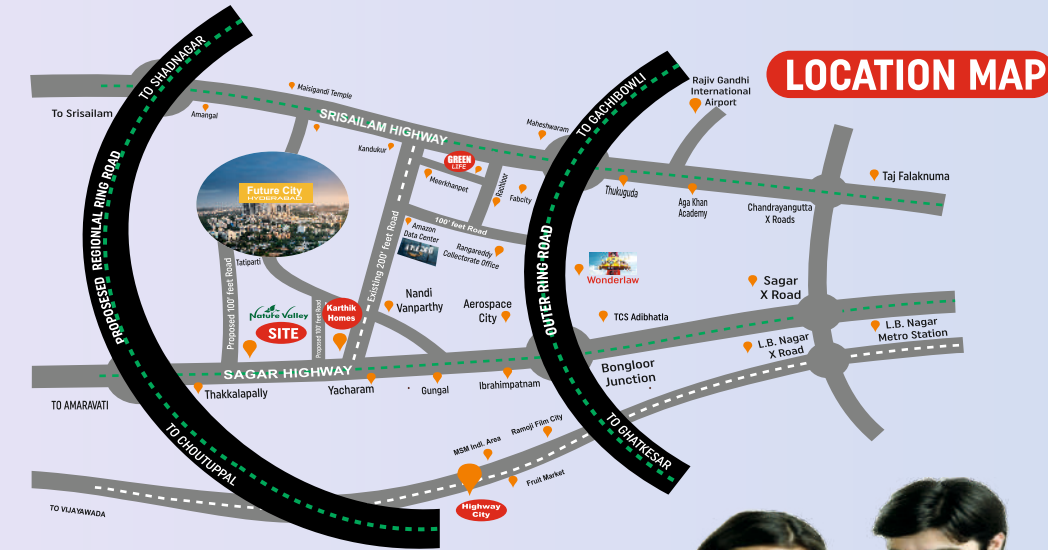 LOCATION MAP
TO SHADNAGAR
TO GACHIBOWLI
Rajiv Gandhi
International
Airport
To Srisailam
Amangal
Maisigandi Temple
SRISAILAM HIGHWAY
Kandukur
Maheshwaram
GREEN
LIFE
Meerkhanpet
Raohloor
Fabcity
Thukuguda
Aga Khan
Academy
Chandrayangutta
X Roads
Taj Falaknuma
Future City
HYDERABAD
PROPOSESED REGIONLAL RING ROAD
100' feet Road
Amazon
Data Center
Rangareddy
Collectorate Office
Existing 200' feet Road
OUTER RING ROAD
Wonderlaw
Tatiparti
Proposed 100' feet Road
Proposed 100' feet Road
Nature Valley
SITE
Karthik
Homes
Nandi
Vanparthy
Aerospace
City
TCS Adibhatla
Sagar
X Road
L.B. Nagar
Metro Station
L.B. Nagar
X Road
SAGAR HIGHWAY
Bongloor
Junction
TO AMARAVATI
Thakkalapally
Yacharam
Gungal
Ibrahimpatnam
TO CHOUTUPPAL
TO GHATKESAR
MSM Indl. Area
Ramoji Film City
Fruit Market
Highway
City
TO VIJAYAWADA